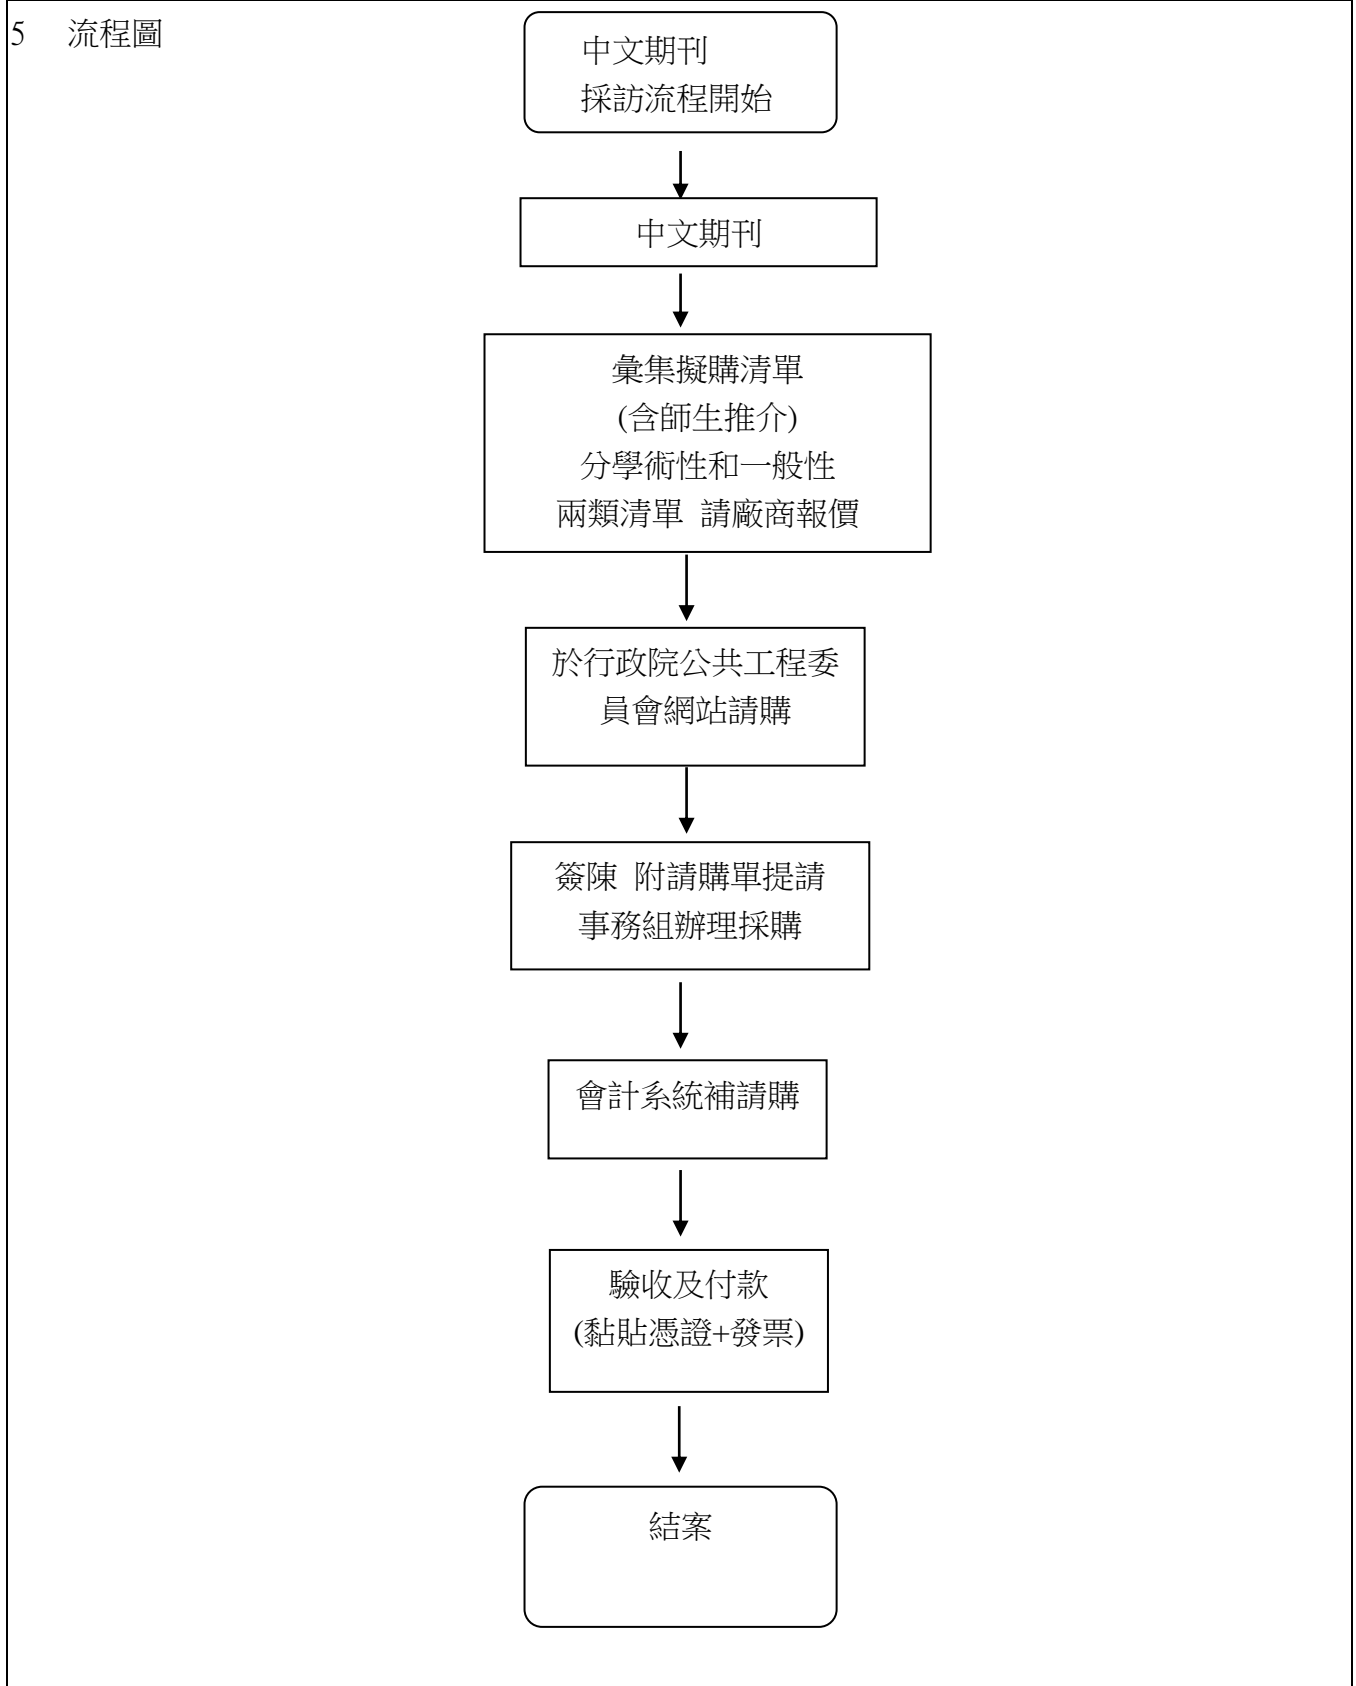 5 流程圖
中文期刊
採訪流程開始
中文期刊
彙集擬購清單
(含師生推介)
分學術性和一般性
兩類清單 請廠商報價
於行政院公共工程委
員會網站請購
簽陳 附請購單提請
事務組辦理採購
會計系統補請購
驗收及付款
(黏貼憑證+發票)
結案